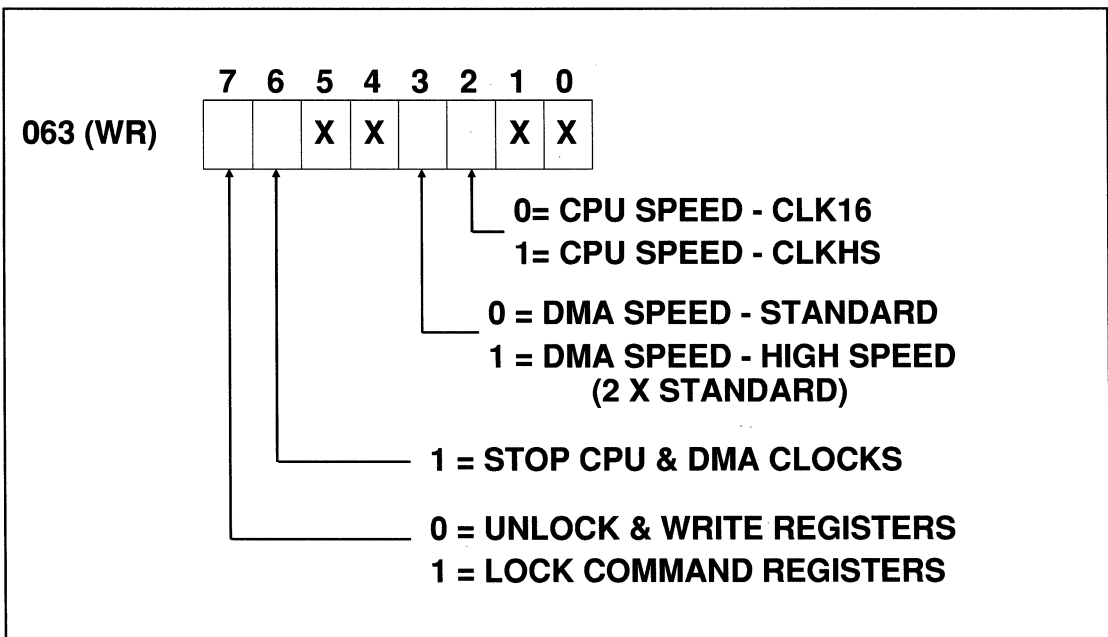 7 6 5 4 3 2 1 0
063 (WR) X X X X
0= CPU SPEED - CLK16
1= CPU SPEED - CLKHS
0 = DMA SPEED - STANDARD
1 = DMA SPEED - HIGH SPEED
(2 X STANDARD)
1 = STOP CPU & DMA CLOCKS
0 = UNLOCK & WRITE REGISTERS
1 = LOCK COMMAND REGISTERS